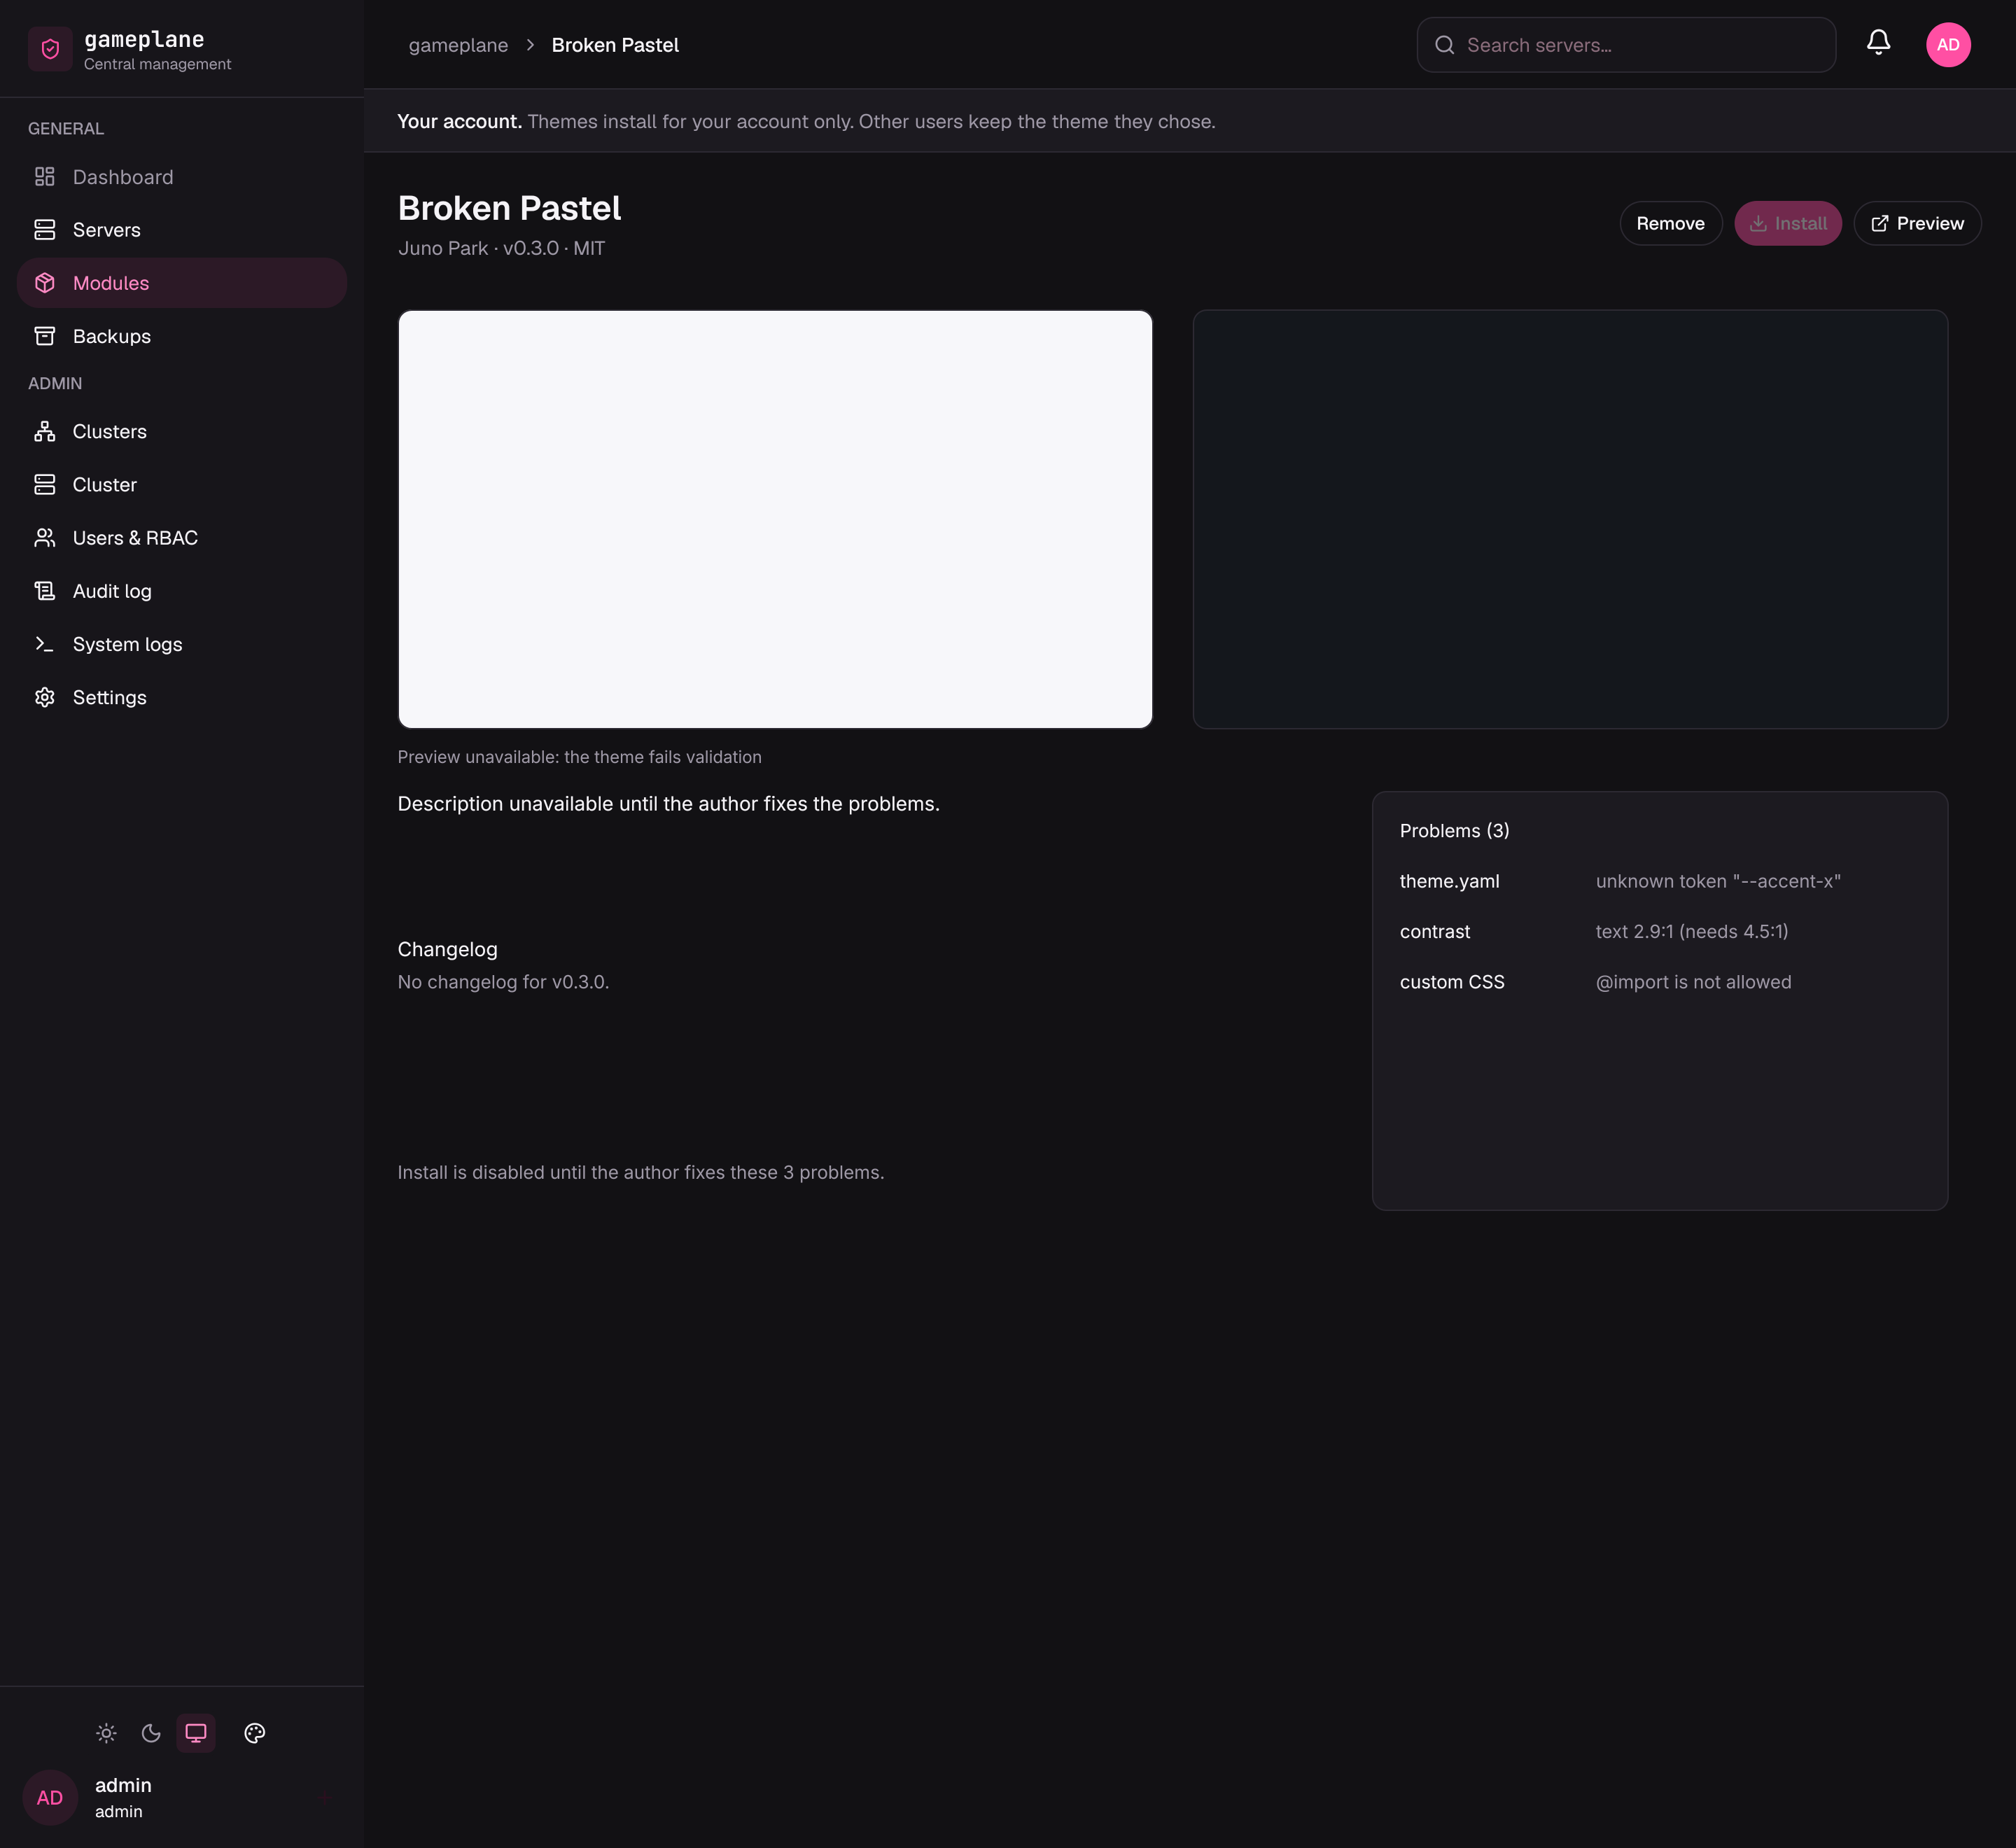 gameplane
Central management
GENERAL
Dashboard
Servers
Modules
Backups
ADMIN
Clusters
Cluster
Users & RBAC
Audit log
System logs
Settings
AD
admin
admin
gameplane > Broken Pastel
Search servers...
AD
Your account. Themes install for your account only. Other users keep the theme they chose.
Broken Pastel
Juno Park · v0.3.0 · MIT
Remove
Install
Preview
Preview unavailable: the theme fails validation
Description unavailable until the author fixes the problems.
Changelog
No changelog for v0.3.0.
Install is disabled until the author fixes these 3 problems.
Problems (3)
theme.yaml unknown token "--accent-x"
contrast text 2.9:1 (needs 4.5:1)
custom CSS @import is not allowed